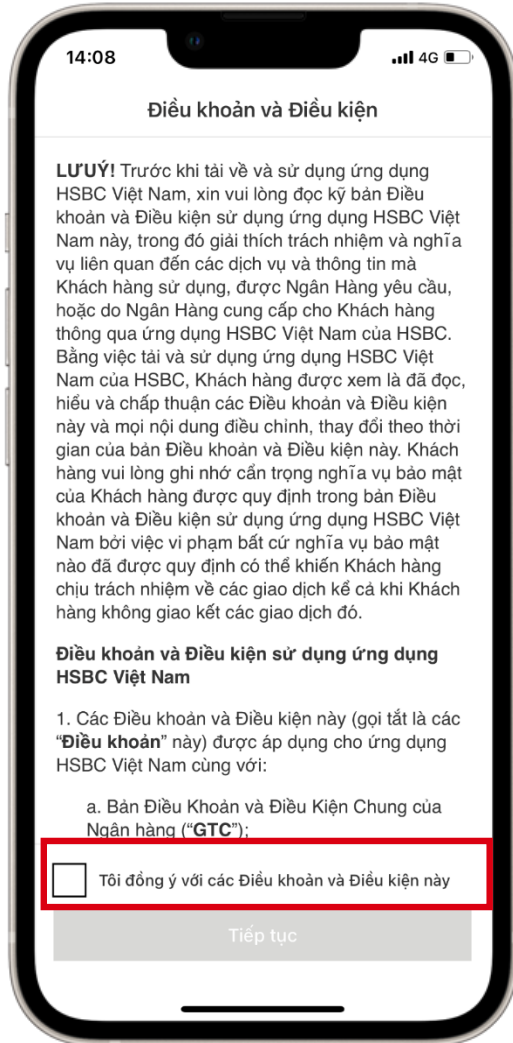 14:08
4G
Điều khoản và Điều kiện
LƯUÝ! Trước khi tải về và sử dụng ứng dụng
HSBC Việt Nam, xin vui lòng đọc kỹ bản Điều
khoản và Điều kiện sử dụng ứng dụng HSBC Việt
Nam này, trong đó giải thích trách nhiệm và nghĩa
vụ liên quan đến các dịch vụ và thông tin mà
Khách hàng sử dụng, được Ngân Hàng yêu cầu,
hoặc do Ngân Hàng cung cấp cho Khách hàng
thông qua ứng dụng HSBC Việt Nam của HSBC.
Bằng việc tải và sử dụng ứng dụng HSBC Việt
Nam của HSBC, Khách hàng được xem là đã đọc,
hiểu và chấp thuận các Điều khoản và Điều kiện
này và mọi nội dung điều chỉnh, thay đổi theo thời
gian của bản Điều khoản và Điều kiện này. Khách
hàng vui lòng ghi nhớ cẩn trọng nghĩa vụ bảo mật
của Khách hàng được quy định trong bản Điều
khoản và Điều kiện sử dụng ứng dụng HSBC Việt
Nam bởi việc vi phạm bất cứ nghĩa vụ bảo mật
nào đã được quy định có thể khiến Khách hàng
chịu trách nhiệm về các giao dịch kể cả khi Khách
hàng không giao kết các giao dịch đó.
Điều khoản và Điều kiện sử dụng ứng dụng
HSBC Việt Nam
1. Các Điều khoản và Điều kiện này (gọi tắt là các
“Điều khoản” này) được áp dụng cho ứng dụng
HSBC Việt Nam cùng với:
a. Bản Điều Khoản và Điều Kiện Chung của
Ngân hàng (“GTC”);
Tôi đồng ý với các Điều khoản và Điều kiện này
Tiếp tục